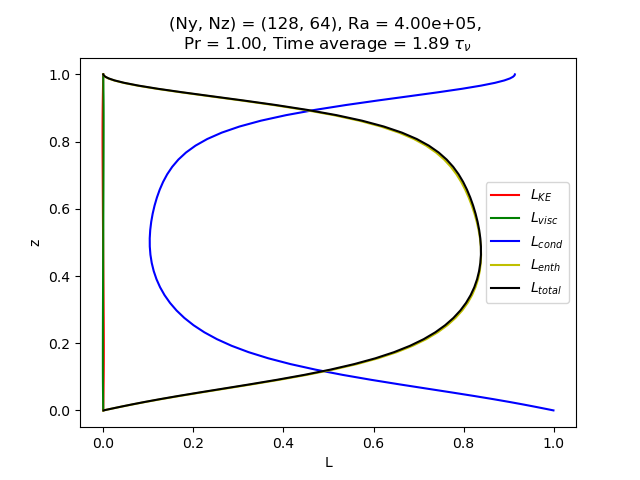 (Ny, Nz) = (128, 64), Ra = 4.00e+05,
Pr = 1.00, Time average = 1.89 τ_ν
1.0
0.8
0.6
0.4
0.2
0.0
z
L_KE
L_visc
L_cond
L_enth
L_total
0.0 0.2 0.4 0.6 0.8 1.0
L